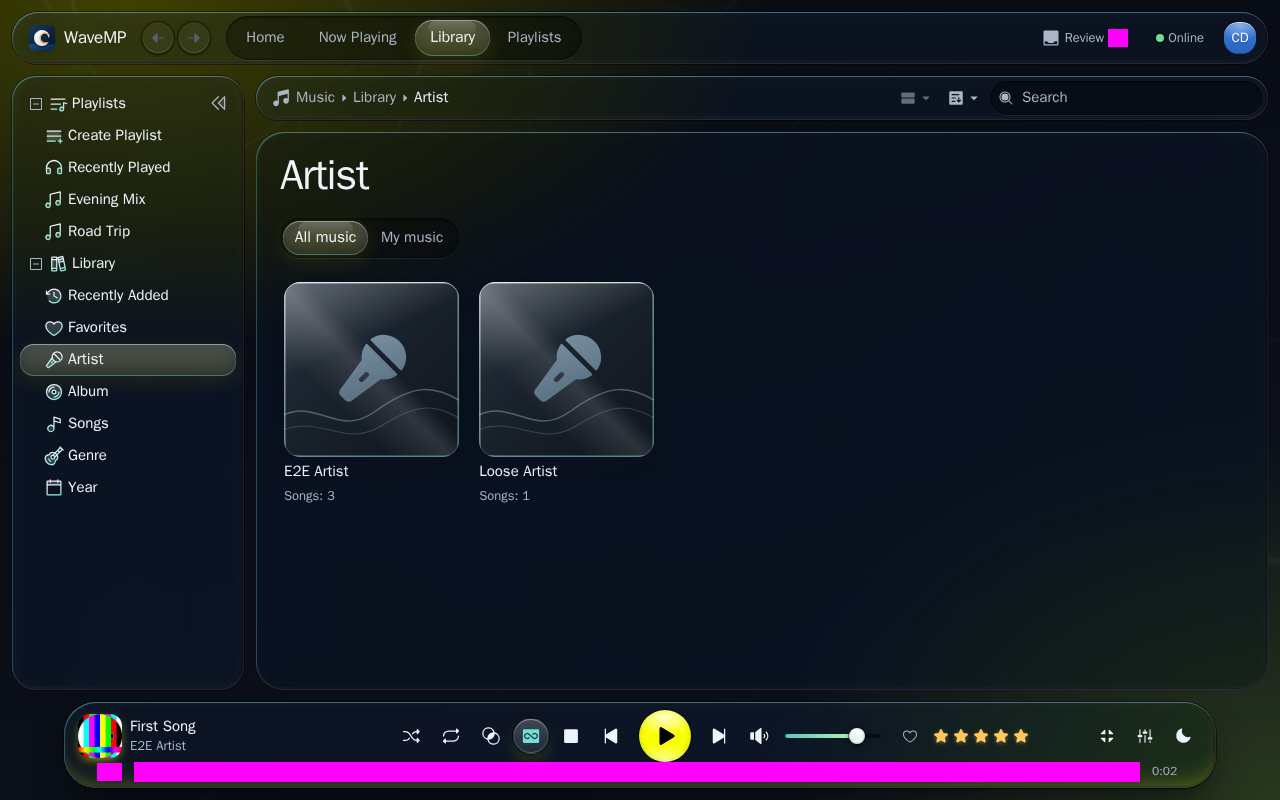 WaveMP
Home
Now Playing
Library
Playlists
Review
Online
CD
Playlists
Create Playlist
Recently Played
Evening Mix
Road Trip
Library
Recently Added
Favorites
Artist
Album
Songs
Genre
Year
Music
Library
Artist
Search
Artist
All music
My music
E2E Artist
Songs: 3
Loose Artist
Songs: 1
First Song
E2E Artist
0:02